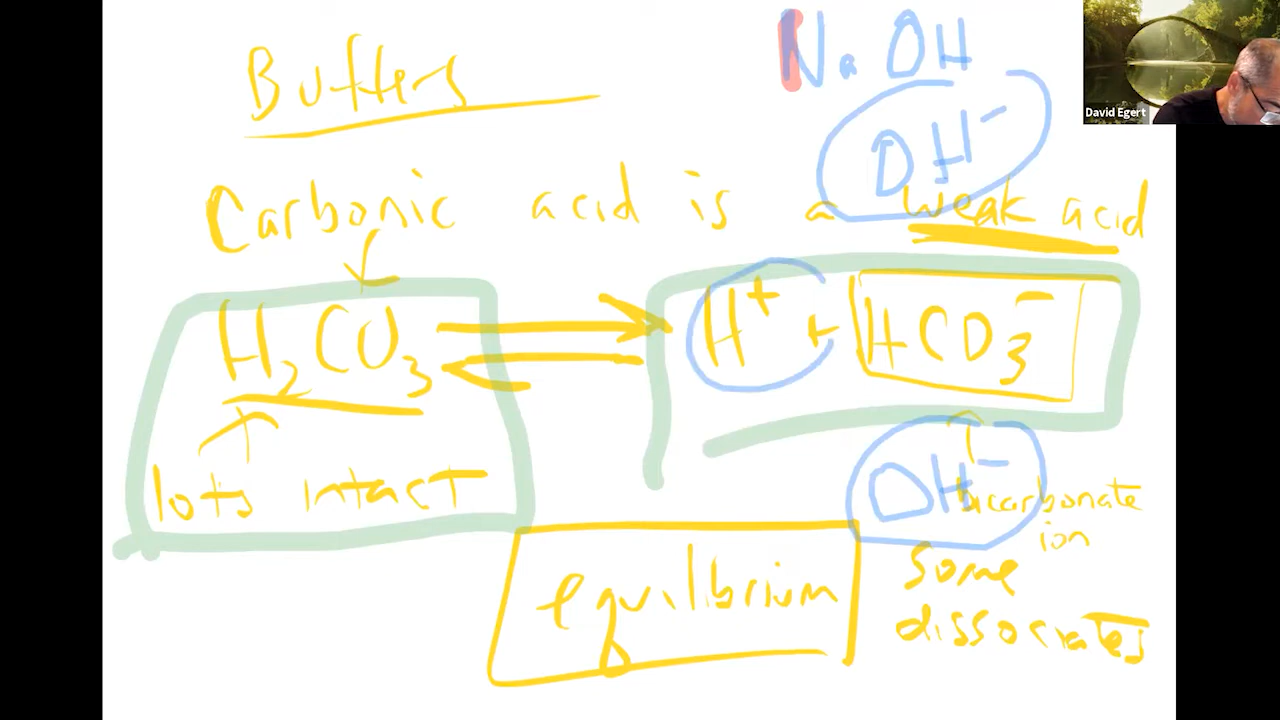 Buffers
NaOH
OH⁻
David Egert
Carbonic acid is a weak acid
H₂CO₃ ⇌ H⁺ + HCO₃⁻
OH⁻
lots intact
bicarbonate
ion
equilibrium
some
dissociates